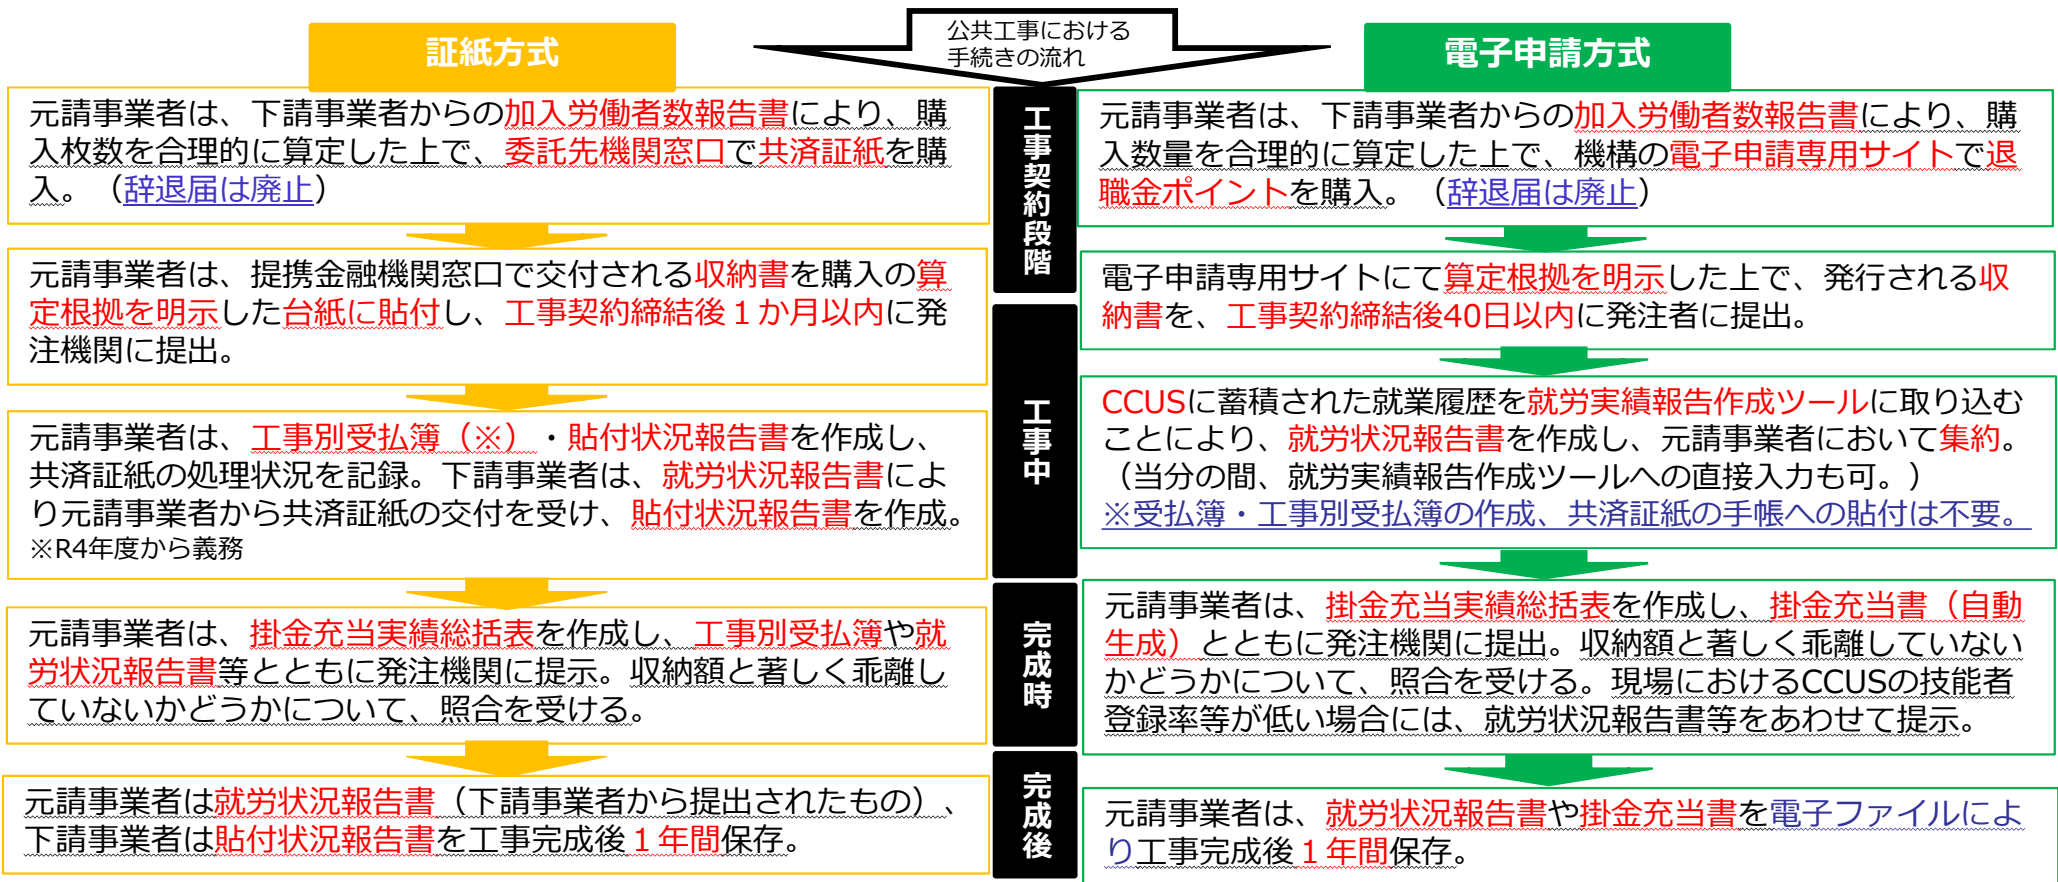 公共工事における
手続きの流れ
証紙方式
元請事業者は、下請事業者からの加入労働者数報告書により、購
入枚数を合理的に算定した上で、委託先機関窓口で共済証紙を購
入。（辞退届は廃止）
元請事業者は、提携金融機関窓口で交付される収納書を購入の算
定根拠を明示した台紙に貼付し、工事契約締結後１か月以内に発
注機関に提出。
元請事業者は、工事別受払簿（※）・貼付状況報告書を作成し、
共済証紙の処理状況を記録。下請事業者は、就労状況報告書によ
り元請事業者から共済証紙の交付を受け、貼付状況報告書を作成。
※R4年度から義務
元請事業者は、掛金充当実績総括表を作成し、工事別受払簿や就
労状況報告書等とともに発注機関に提示。収納額と著しく乖離し
ていないかどうかについて、照合を受ける。
元請事業者は就労状況報告書（下請事業者から提出されたもの）、
下請事業者は貼付状況報告書を工事完成後１年間保存。
工事契約段階
工事中
完成時
完成後
電子申請方式
元請事業者は、下請事業者からの加入労働者数報告書により、購
入数量を合理的に算定した上で、機構の電子申請専用サイトで退
職金ポイントを購入。（辞退届は廃止）
電子申請専用サイトにて算定根拠を明示した上で、発行される収
納書を、工事契約締結後40日以内に発注者に提出。
CCUSに蓄積された就業履歴を就労実績報告作成ツールに取り込む
ことにより、就労状況報告書を作成し、元請事業者において集約。
（当分の間、就労実績報告作成ツールへの直接入力も可。）
※受払簿・工事別受払簿の作成、共済証紙の手帳への貼付は不要。
元請事業者は、掛金充当実績総括表を作成し、掛金充当書（自動
生成）とともに発注機関に提出。収納額と著しく乖離していない
かどうかについて、照合を受ける。現場におけるCCUSの技能者
登録率等が低い場合には、就労状況報告書等をあわせて提示。
元請事業者は、就労状況報告書や掛金充当書を電子ファイルによ
り工事完成後１年間保存。